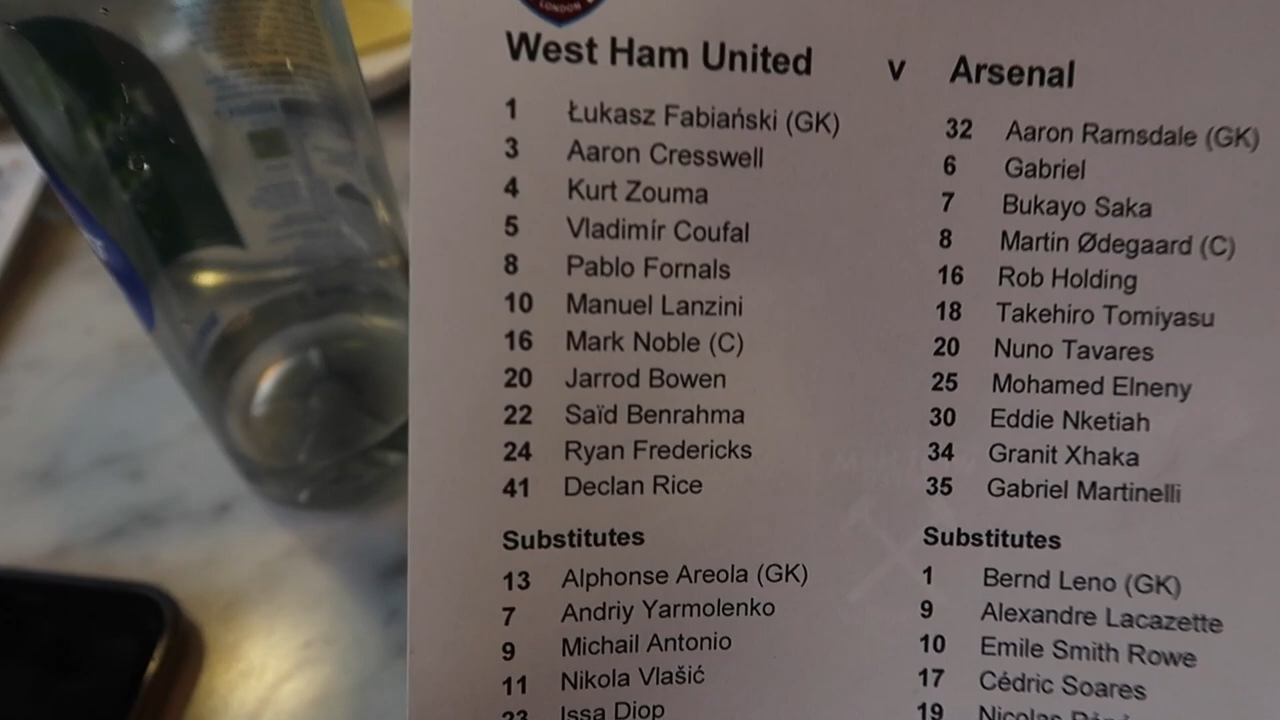 LONDON
West Ham United v Arsenal
1 Łukasz Fabiański (GK) 32 Aaron Ramsdale (GK)
3 Aaron Cresswell 6 Gabriel
4 Kurt Zouma 7 Bukayo Saka
5 Vladimír Coufal 8 Martin Ødegaard (C)
8 Pablo Fornals 16 Rob Holding
10 Manuel Lanzini 18 Takehiro Tomiyasu
16 Mark Noble (C) 20 Nuno Tavares
20 Jarrod Bowen 25 Mohamed Elneny
22 Saïd Benrahma 30 Eddie Nketiah
24 Ryan Fredericks 34 Granit Xhaka
41 Declan Rice 35 Gabriel Martinelli
Substitutes Substitutes
13 Alphonse Areola (GK) 1 Bernd Leno (GK)
7 Andriy Yarmolenko 9 Alexandre Lacazette
9 Michail Antonio 10 Emile Smith Rowe
11 Nikola Vlašić 17 Cédric Soares
23 Issa Diop 19 Nicolas